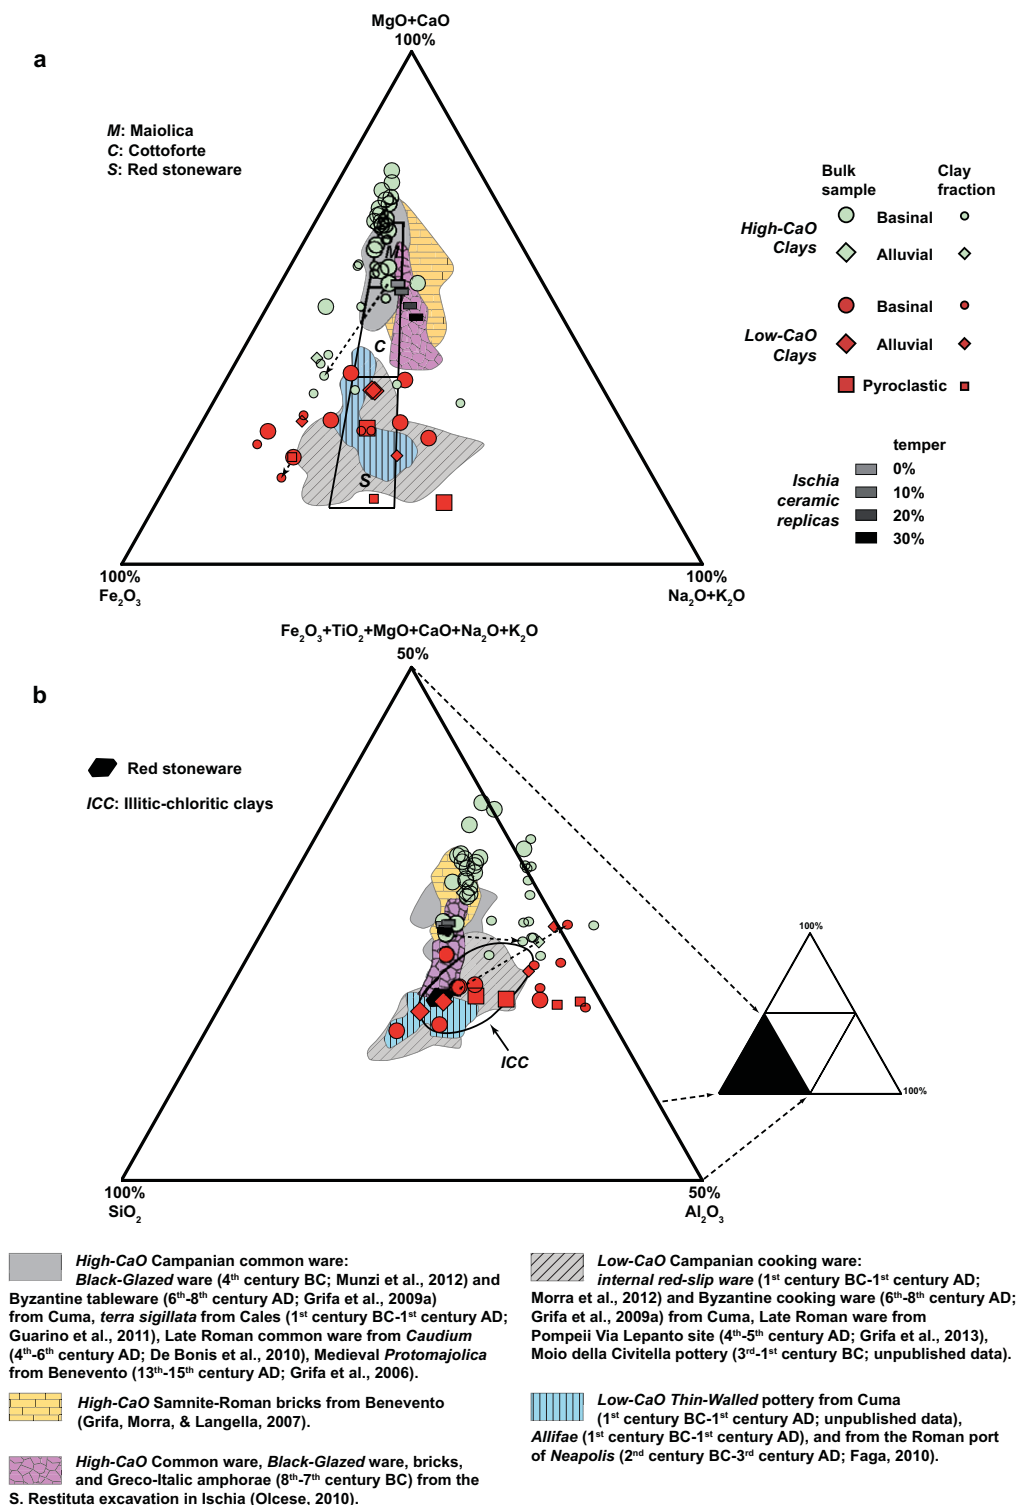 MgO+CaO
100%
a
M: Maiolica
C: Cottoforte
S: Red stoneware
Bulk sample
Clay fraction
High-CaO Clays
Basinal
Alluvial
Low-CaO Clays
Basinal
Alluvial
Pyroclastic
temper
Ischia ceramic replicas
0%
10%
20%
30%
M
C
S
100%
Fe2O3
100%
Na2O+K2O
Fe2O3+TiO2+MgO+CaO+Na2O+K2O
50%
b
Red stoneware
ICC: Illitic-chloritic clays
ICC
100%
100%
100%
SiO2
50%
Al2O3
High-CaO Campanian common ware:
Black-Glazed ware (4th century BC; Munzi et al., 2012) and
Byzantine tableware (6th-8th century AD; Grifa et al., 2009a)
from Cuma, terra sigillata from Cales (1st century BC-1st century AD;
Guarino et al., 2011), Late Roman common ware from Caudium
(4th-6th century AD; De Bonis et al., 2010), Medieval Protomajolica
from Benevento (13th-15th century AD; Grifa et al., 2006).
High-CaO Samnite-Roman bricks from Benevento
(Grifa, Morra, & Langella, 2007).
High-CaO Common ware, Black-Glazed ware, bricks,
and Greco-Italic amphorae (8th-7th century BC) from the
S. Restituta excavation in Ischia (Olcese, 2010).
Low-CaO Campanian cooking ware:
internal red-slip ware (1st century BC-1st century AD;
Morra et al., 2012) and Byzantine cooking ware (6th-8th century AD;
Grifa et al., 2009a) from Cuma, Late Roman ware from
Pompeii Via Lepanto site (4th-5th century AD; Grifa et al., 2013),
Moio della Civitella pottery (3rd-1st century BC; unpublished data).
Low-CaO Thin-Walled pottery from Cuma
(1st century BC-1st century AD; unpublished data),
Allifae (1st century BC-1st century AD), and from the Roman port
of Neapolis (2nd century BC-3rd century AD; Faga, 2010).